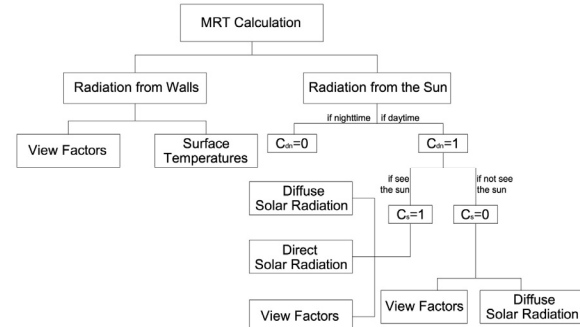 MRT Calculation
Radiation from Walls
Radiation from the Sun
if nighttime
if daytime
View Factors
Surface
Temperatures
Cdn=0
Cdn=1
if see
the sun
if not see
the sun
Diffuse
Solar Radiation
Cs=1
Cs=0
Direct
Solar Radiation
View Factors
View Factors
Diffuse
Solar Radiation